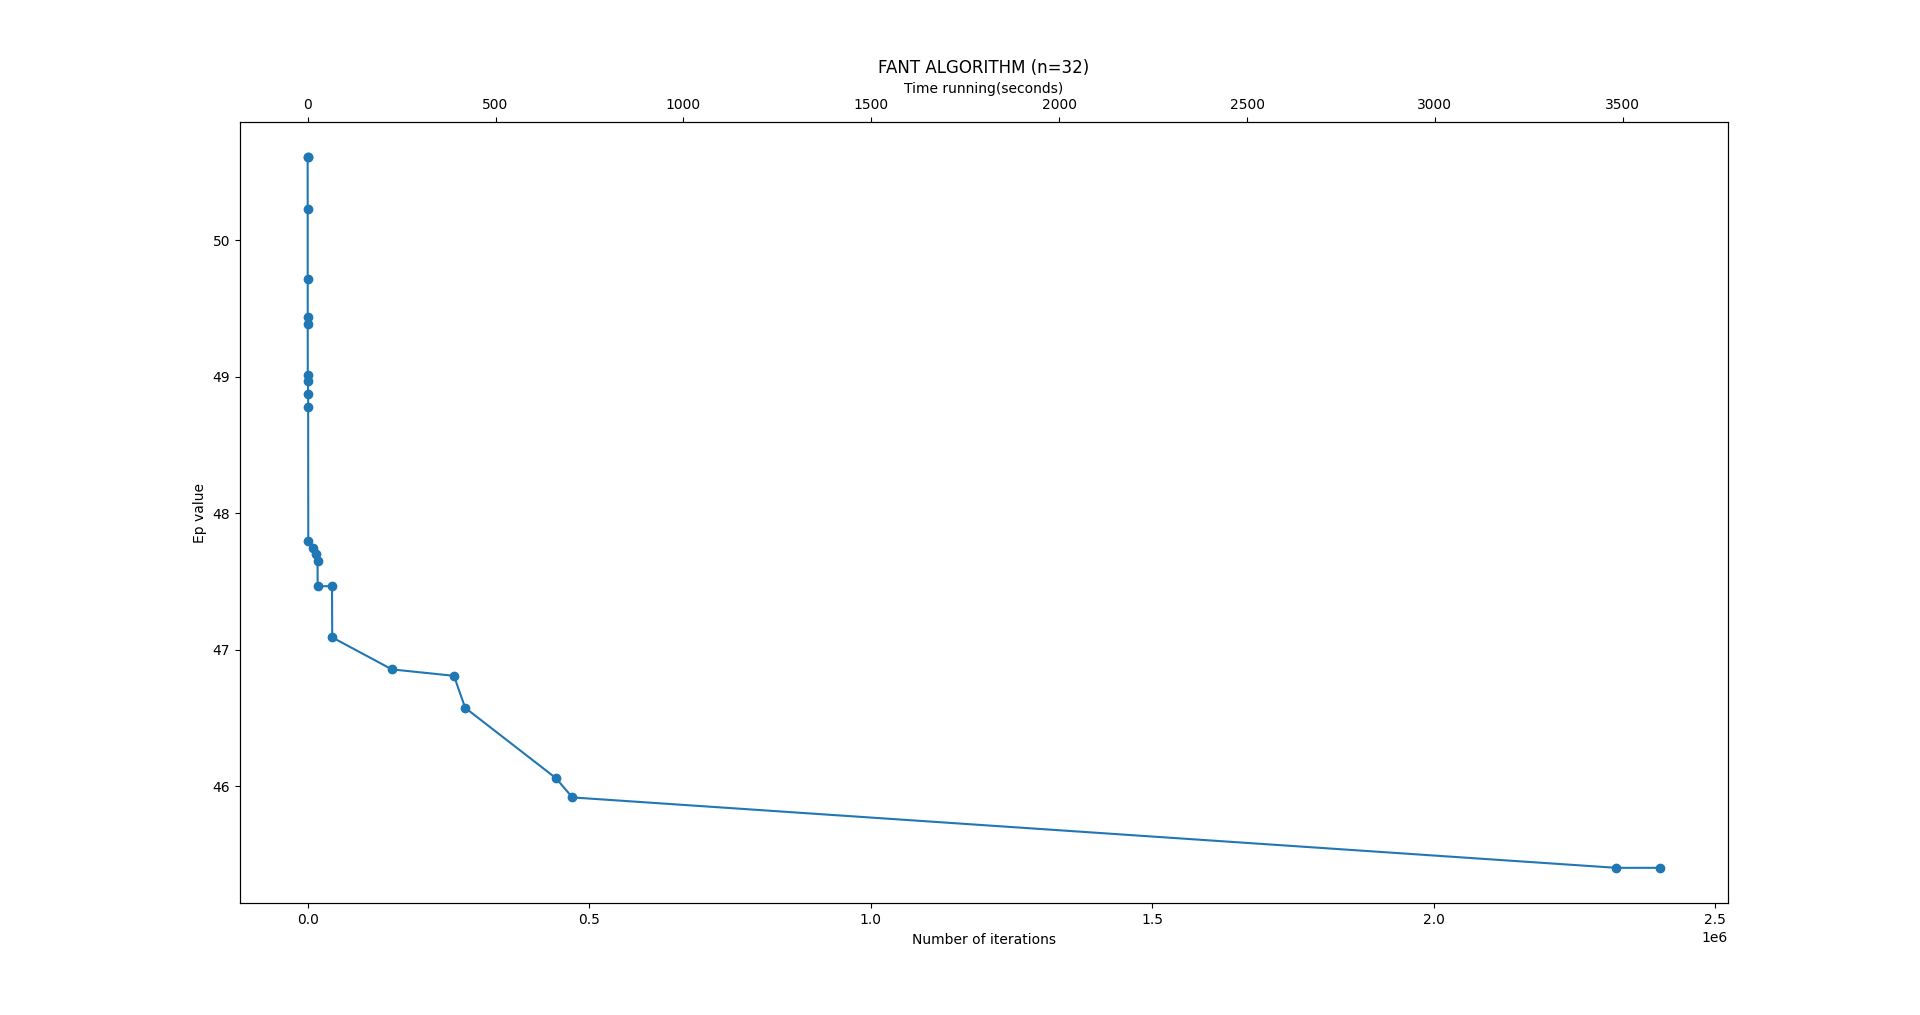 FANT ALGORITHM (n=32)
Time running(seconds)
0 500 1000 1500 2000 2500 3000 3500
50
49
48
47
46
Ep value
0.0 0.5 1.0 1.5 2.0 2.5
1e6
Number of iterations